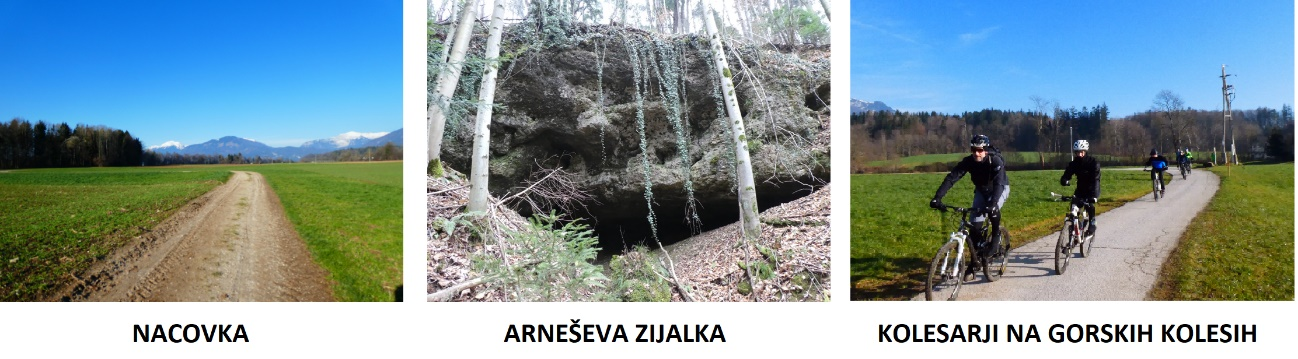 NACOVKA
ARNEŠEVA ZIJALKA
KOLESARJI NA GORSKIH KOLESIH